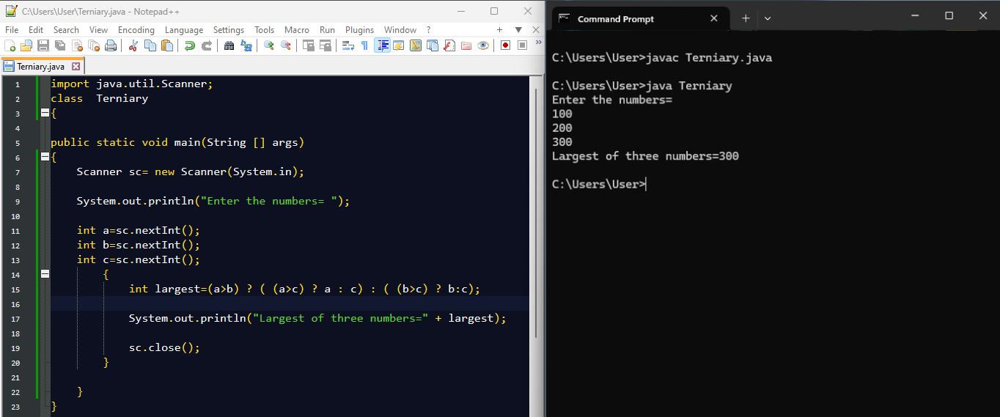 C:\Users\User\Terniary.java - Notepad++
File Edit Search View Encoding Language Settings Tools Macro Run Plugins Window ?
Terniary.java
1 import java.util.Scanner;
2 class  Terniary
3 {
4
5 public static void main(String [] args)
6 {
7     Scanner sc= new Scanner(System.in);
8
9     System.out.println("Enter the numbers= ");
10
11     int a=sc.nextInt();
12     int b=sc.nextInt();
13     int c=sc.nextInt();
14         {
15             int largest=(a>b) ? ( (a>c) ? a : c) : ( (b>c) ? b:c);
16
17             System.out.println("Largest of three numbers=" + largest);
18
19             sc.close();
20         }
21
22     }
23 }
Command Prompt
C:\Users\User>javac Terniary.java
C:\Users\User>java Terniary
Enter the numbers=
100
200
300
Largest of three numbers=300
C:\Users\User>